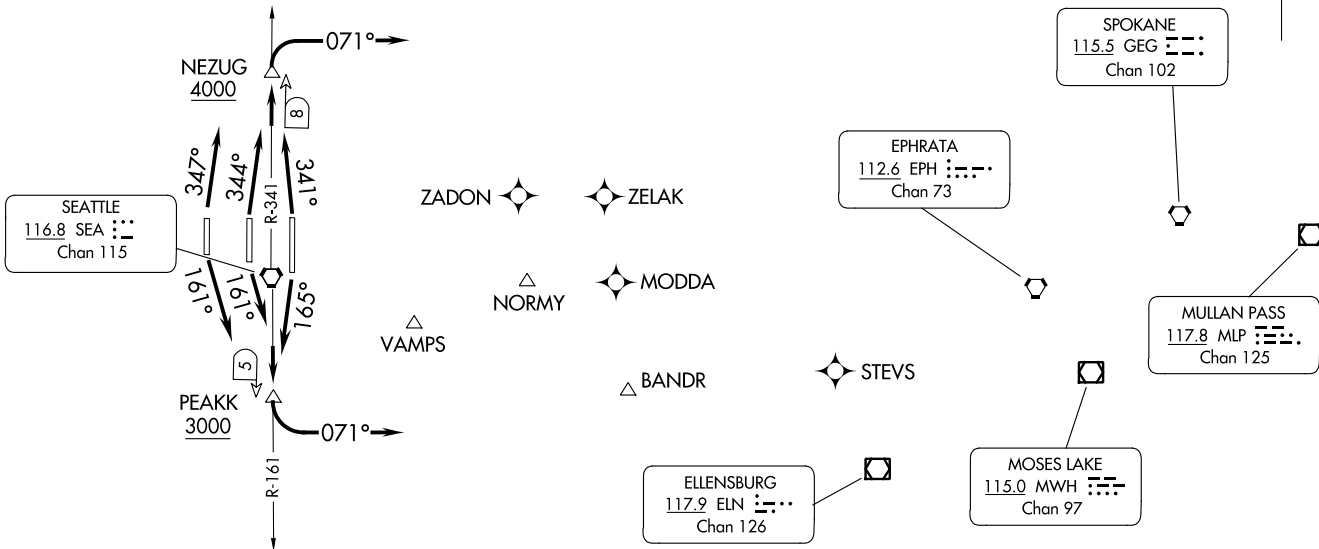 SPOKANE
115.5 GEG
Chan 102
071°
NEZUG
4000
8
EPHRATA
112.6 EPH
Chan 73
347°
344°
341°
R-341
ZADON
ZELAK
SEATTLE
116.8 SEA
Chan 115
MODDA
NORMY
161°
161°
165°
MULLAN PASS
117.8 MLP
Chan 125
VAMPS
5
BANDR
STEVS
PEAKK
3000
071°
R-161
ELLENSBURG
117.9 ELN
Chan 126
MOSES LAKE
115.0 MWH
Chan 97